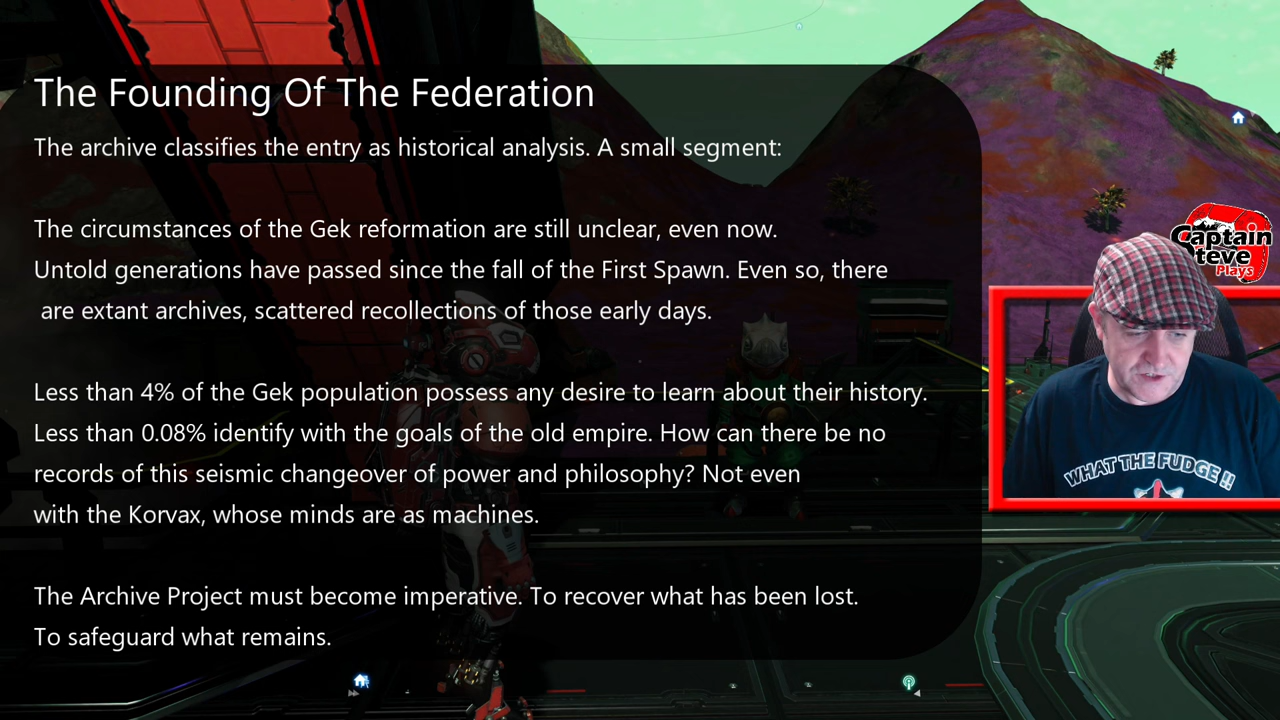 The Founding Of The Federation
The archive classifies the entry as historical analysis. A small segment:
The circumstances of the Gek reformation are still unclear, even now.
Untold generations have passed since the fall of the First Spawn. Even so, there
are extant archives, scattered recollections of those early days.
Less than 4% of the Gek population possess any desire to learn about their history.
Less than 0.08% identify with the goals of the old empire. How can there be no
records of this seismic changeover of power and philosophy? Not even
with the Korvax, whose minds are as machines.
The Archive Project must become imperative. To recover what has been lost.
To safeguard what remains.
Captain
Steve
Plays
WHAT THE FUDGE !!